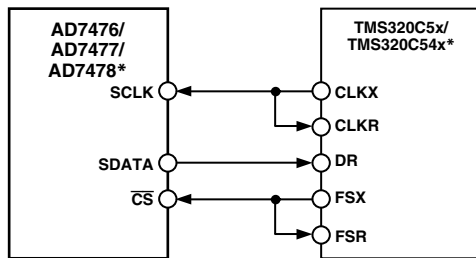 AD7476/
AD7477/
AD7478*
SCLK
SDATA
CS
TMS320C5x/
TMS320C54x*
CLKX
CLKR
DR
FSX
FSR